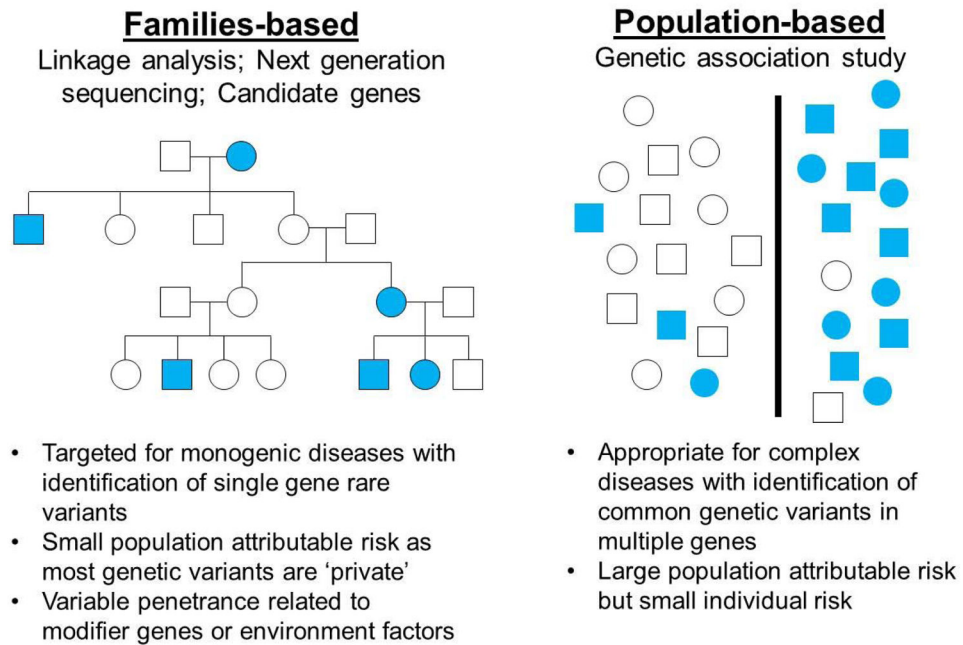 Families-based
Linkage analysis; Next generation
sequencing; Candidate genes
• Targeted for monogenic diseases with
identification of single gene rare
variants
• Small population attributable risk as
most genetic variants are ‘private’
• Variable penetrance related to
modifier genes or environment factors
Population-based
Genetic association study
• Appropriate for complex
diseases with identification of
common genetic variants in
multiple genes
• Large population attributable risk
but small individual risk